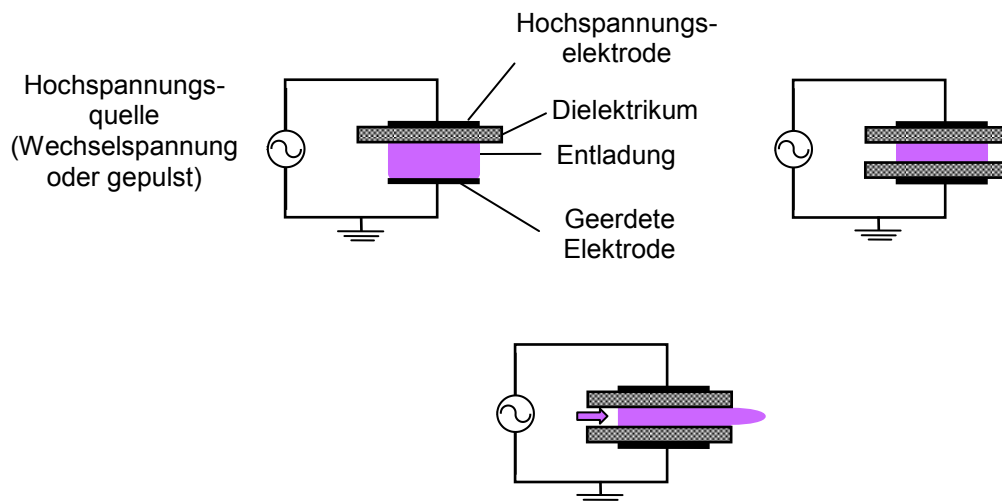 Hochspannungs-
elektrode
Hochspannungs-
quelle
(Wechselspannung
oder gepulst)
Dielektrikum
Entladung
Geerdete
Elektrode